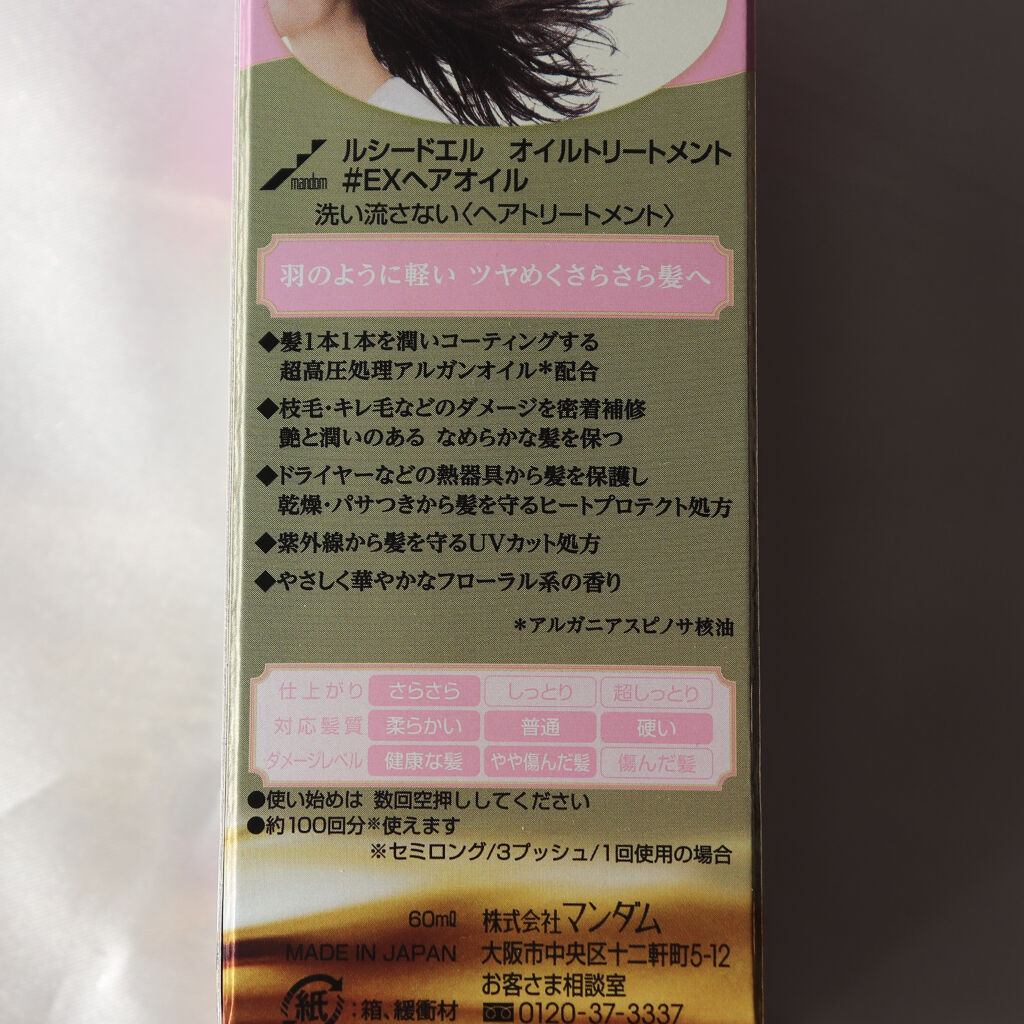 mandom
ルシードエル オイルトリートメント
#EXヘアオイル
洗い流さない〈ヘアトリートメント〉
羽のように軽い ツヤめくさらさら髪へ
◆髪1本1本を潤いコーティングする
超高圧処理アルガンオイル*配合
◆枝毛・キレ毛などのダメージを密着補修
艶と潤いのある なめらかな髪を保つ
◆ドライヤーなどの熱器具から髪を保護し
乾燥・パサつきから髪を守るヒートプロテクト処方
◆紫外線から髪を守るUVカット処方
◆やさしく華やかなフローラル系の香り
*アルガニアスピノサ核油
仕上がり さらさら しっとり 超しっとり
対応髪質 柔らかい 普通 硬い
ダメージレベル 健康な髪 やや傷んだ髪 傷んだ髪
●使い始めは 数回空押ししてください
●約100回分※使えます
※セミロング/3プッシュ/1回使用の場合
60mℓ 株式会社マンダム
MADE IN JAPAN 大阪市中央区十二軒町5-12
お客さま相談室
紙:箱、緩衝材 0120-37-3337